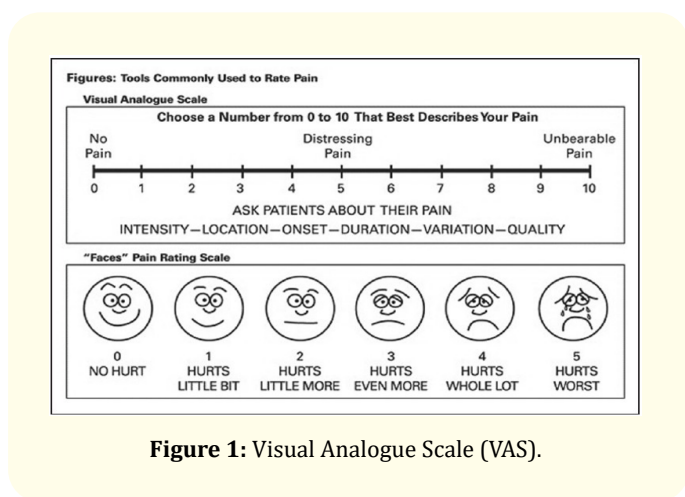 Figures: Tools Commonly Used to Rate Pain
Visual Analogue Scale
Choose a Number from 0 to 10 That Best Describes Your Pain
No Distressing Unbearable
Pain Pain Pain
0 1 2 3 4 5 6 7 8 9 10
ASK PATIENTS ABOUT THEIR PAIN
INTENSITY—LOCATION—ONSET—DURATION—VARIATION—QUALITY
"Faces" Pain Rating Scale
0 1 2 3 4 5
NO HURT HURTS HURTS HURTS HURTS HURTS
LITTLE BIT LITTLE MORE EVEN MORE WHOLE LOT WORST
Figure 1: Visual Analogue Scale (VAS).